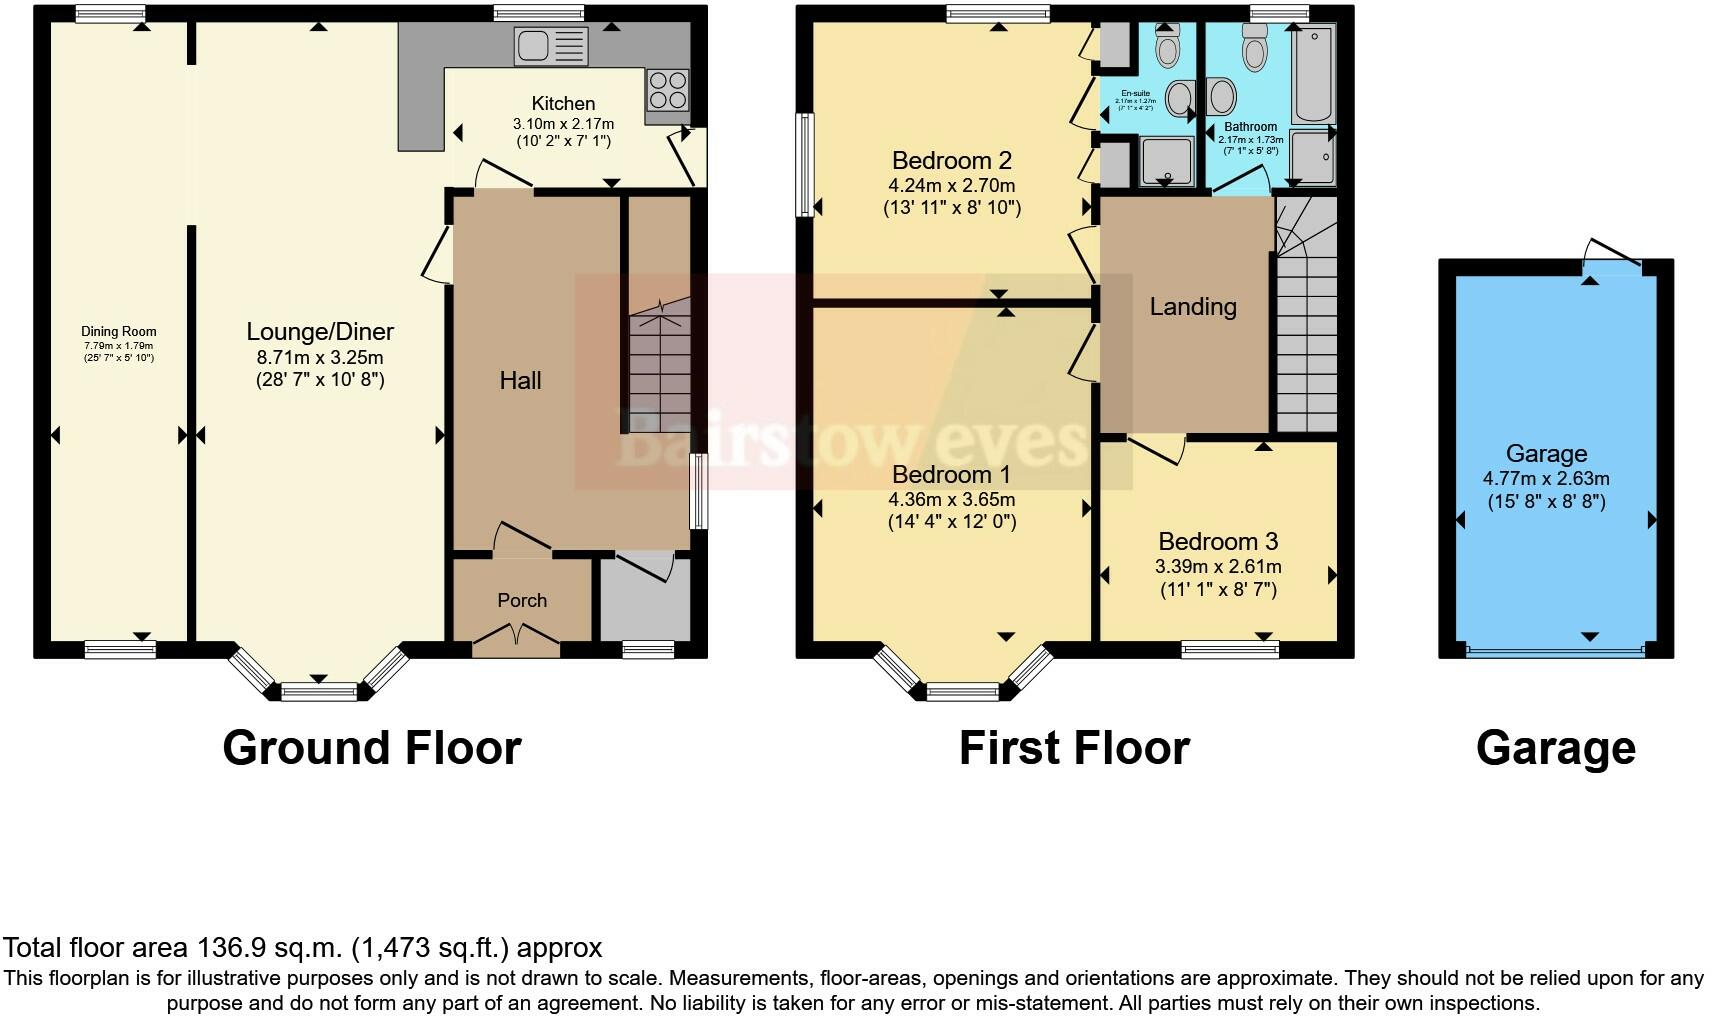 Kitchen
3.10m x 2.17m
(10' 2" x 7' 1")
Dining Room
7.79m x 1.79m
(25' 7" x 5' 10")
Lounge/Diner
8.71m x 3.25m
(28' 7" x 10' 8")
Hall
Porch
Ground Floor
Bedroom 2
4.24m x 2.70m
(13' 11" x 8' 10")
En-suite
2.17m x 1.27m
(7' 1" x 4' 2")
Bathroom
2.17m x 1.73m
(7' 1" x 5' 8")
Landing
Bairstow eves
Bedroom 1
4.36m x 3.65m
(14' 4" x 12' 0")
Bedroom 3
3.39m x 2.61m
(11' 1" x 8' 7")
First Floor
Garage
4.77m x 2.63m
(15' 8" x 8' 8")
Garage
Total floor area 136.9 sq.m. (1,473 sq.ft.) approx
This floorplan is for illustrative purposes only and is not drawn to scale. Measurements, floor-areas, openings and orientations are approximate. They should not be relied upon for any
purpose and do not form any part of an agreement. No liability is taken for any error or mis-statement. All parties must rely on their own inspections.